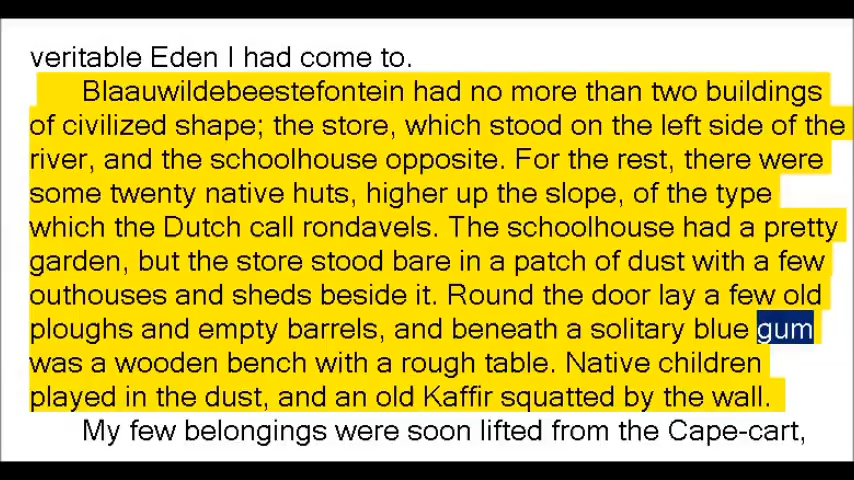 veritable Eden I had come to.
Blaauwildebeestefontein had no more than two buildings
of civilized shape; the store, which stood on the left side of the
river, and the schoolhouse opposite. For the rest, there were
some twenty native huts, higher up the slope, of the type
which the Dutch call rondavels. The schoolhouse had a pretty
garden, but the store stood bare in a patch of dust with a few
outhouses and sheds beside it. Round the door lay a few old
ploughs and empty barrels, and beneath a solitary blue gum
was a wooden bench with a rough table. Native children
played in the dust, and an old Kaffir squatted by the wall.
My few belongings were soon lifted from the Cape-cart,